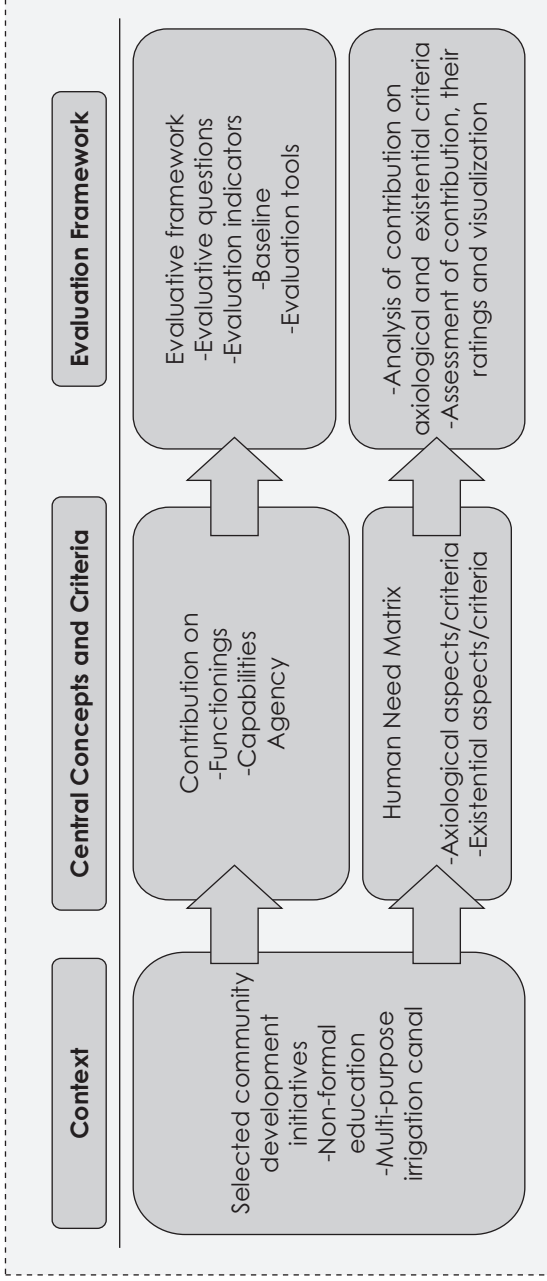 Context
Selected community
development
initiatives
-Non-formal
education
-Multi-purpose
irrigation canal
Central Concepts and Criteria
Contribution on
-Functionings
-Capabilities
Agency
Human Need Matrix
-Axiological aspects/criteria
-Existential aspects/criteria
Evaluation Framework
Evaluative framework
-Evaluative questions
-Evaluation indicators
-Baseline
-Evaluation tools
-Analysis of contribution on
axiological and existential criteria
-Assessment of contribution, their
ratings and visualization